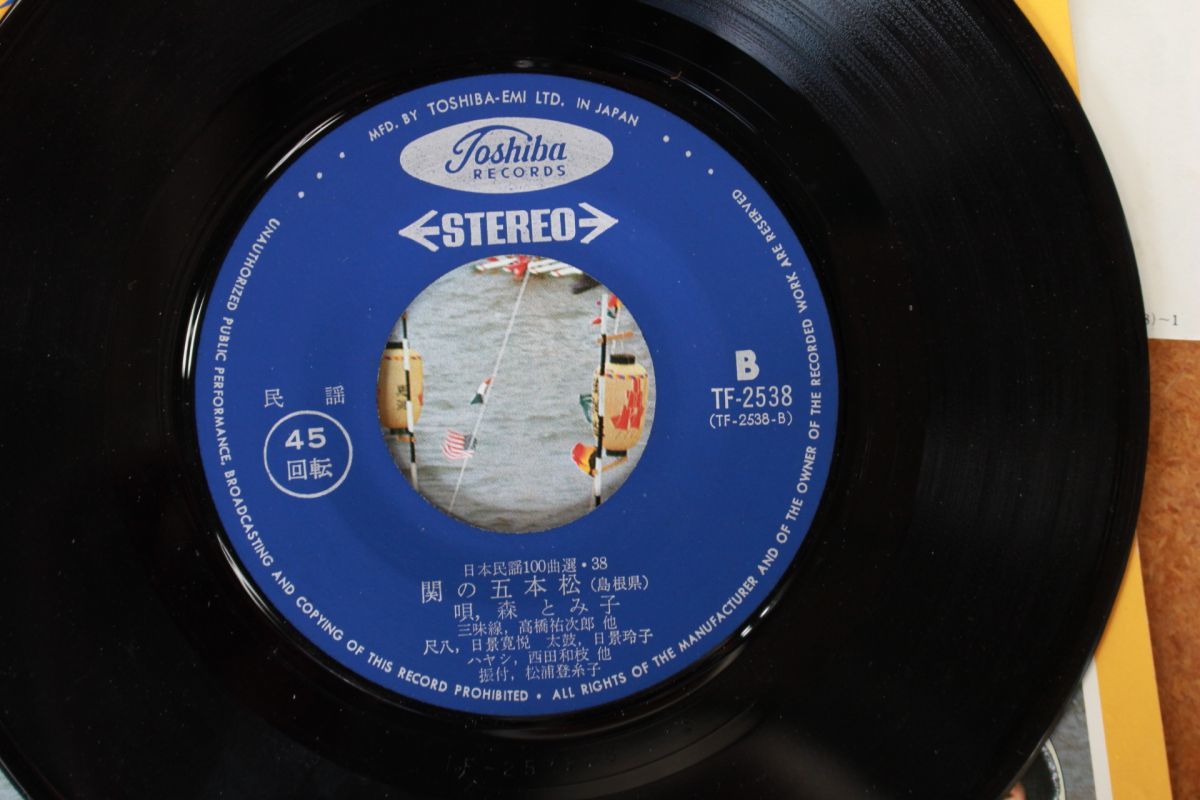 MFD. BY TOSHIBA-EMI LTD. IN JAPAN
Toshiba
RECORDS
STEREO
民謡
45
回転
B
TF-2538
(TF-2538-B)
日本民謡100曲選・38
関の五本松(島根県)
唄,森とみ子
三味線,高橋祐次郎 他
尺八,日景寛悦 太鼓,日景玲子
ハヤシ,西田和枝 他
振付,松浦登糸子
UNAUTHORIZED PUBLIC PERFORMANCE, BROADCASTING AND COPYING OF THIS RECORD PROHIBITED • ALL RIGHTS OF THE MANUFACTURER AND OF THE OWNER OF THE RECORDED WORK ARE RESERVED
)~1